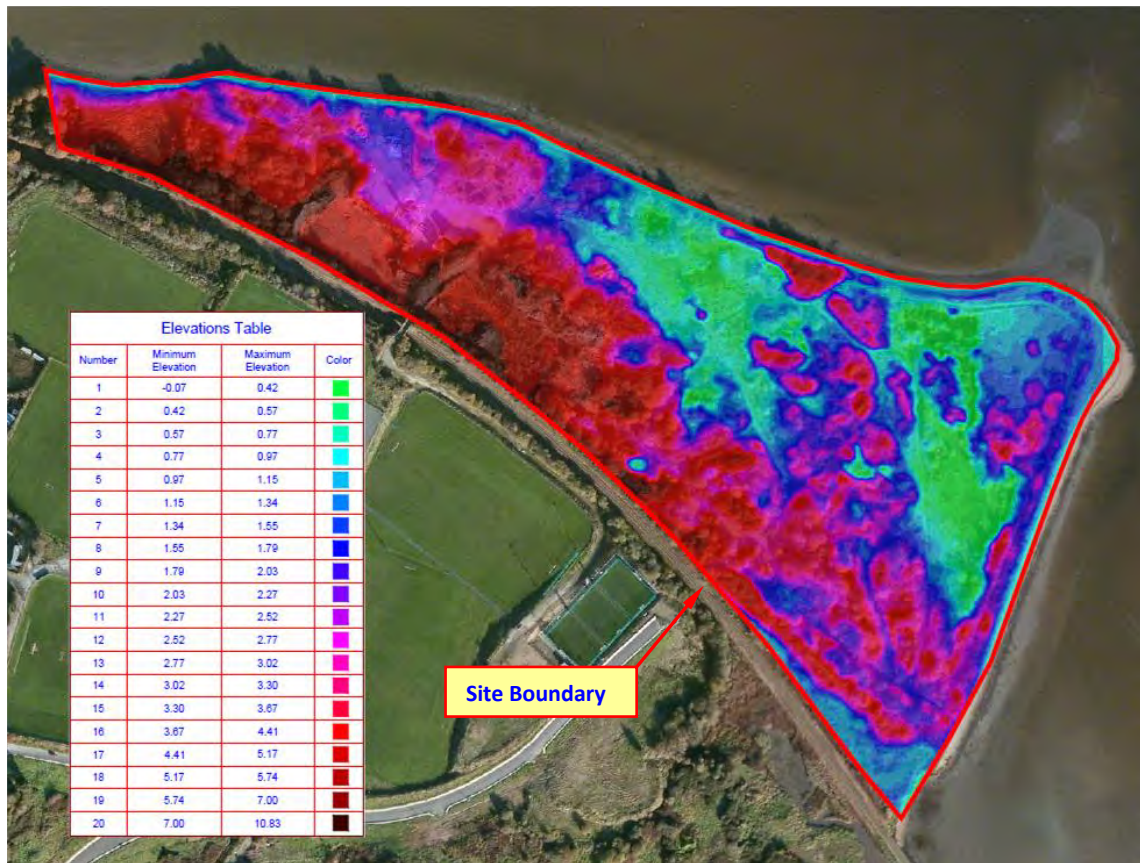 Elevations Table
Number Minimum Elevation Maximum Elevation Color
1 -0.07 0.42
2 0.42 0.57
3 0.57 0.77
4 0.77 0.97
5 0.97 1.15
6 1.15 1.34
7 1.34 1.55
8 1.55 1.79
9 1.79 2.03
10 2.03 2.27
11 2.27 2.52
12 2.52 2.77
13 2.77 3.02
14 3.02 3.30
15 3.30 3.67
16 3.67 4.41
17 4.41 5.17
18 5.17 5.74
19 5.74 7.00
20 7.00 10.83
Site Boundary